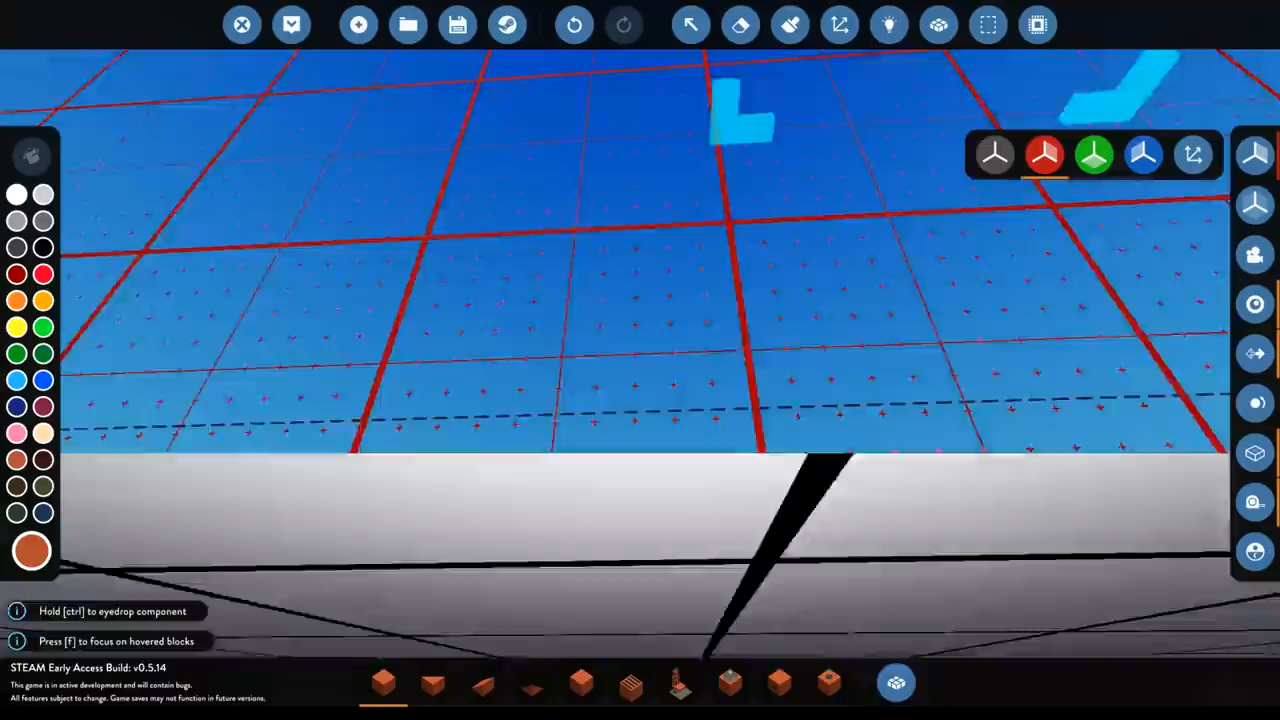 Hold [ctrl] to eyedrop component
Press [f] to focus on hovered blocks
STEAM Early Access Build: v0.5.14
This game is in active development and will contain bugs.
All features subject to change. Game saves may not function in future versions.